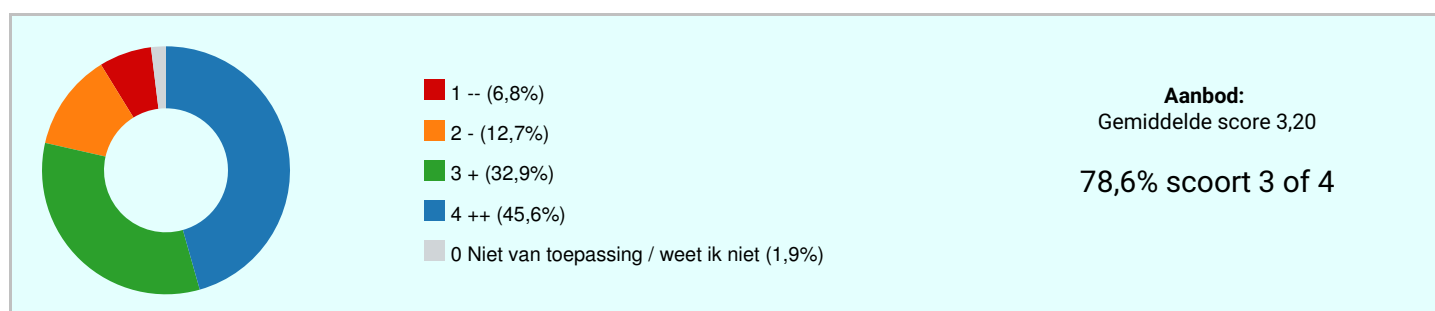 1 -- (6,8%)
2 - (12,7%)
3 + (32,9%)
4 ++ (45,6%)
0 Niet van toepassing / weet ik niet (1,9%)
Aanbod:
Gemiddelde score 3,20
78,6% scoort 3 of 4